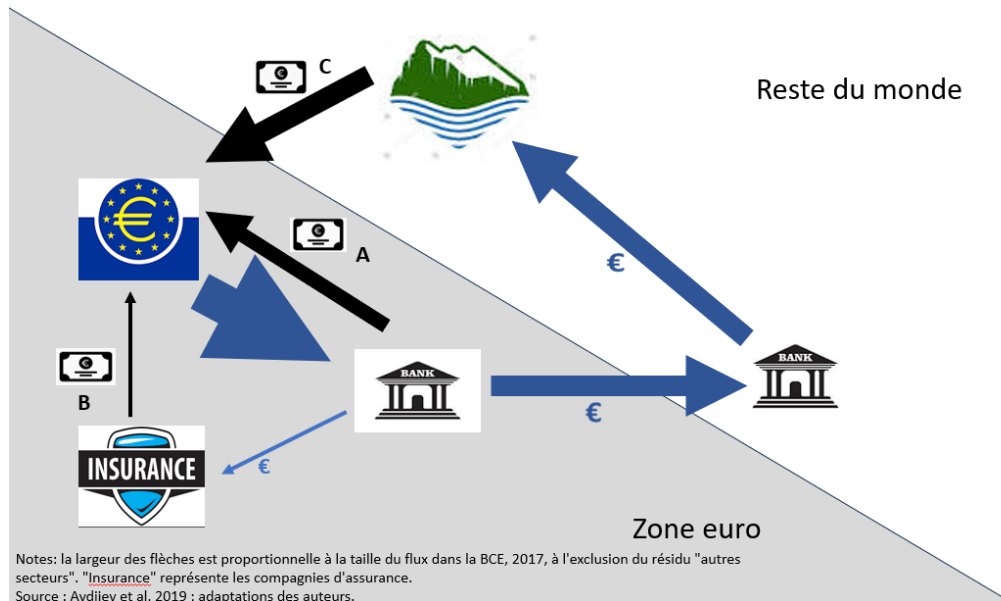 C
Reste du monde
€
A
€
BANK
BANK
B
€
€
INSURANCE
Zone euro
Notes: la largeur des flèches est proportionnelle à la taille du flux dans la BCE, 2017, à l'exclusion du résidu "autres
secteurs". "Insurance" représente les compagnies d'assurance.
Source : Avdjiev et al. 2019 ; adaptations des auteurs.